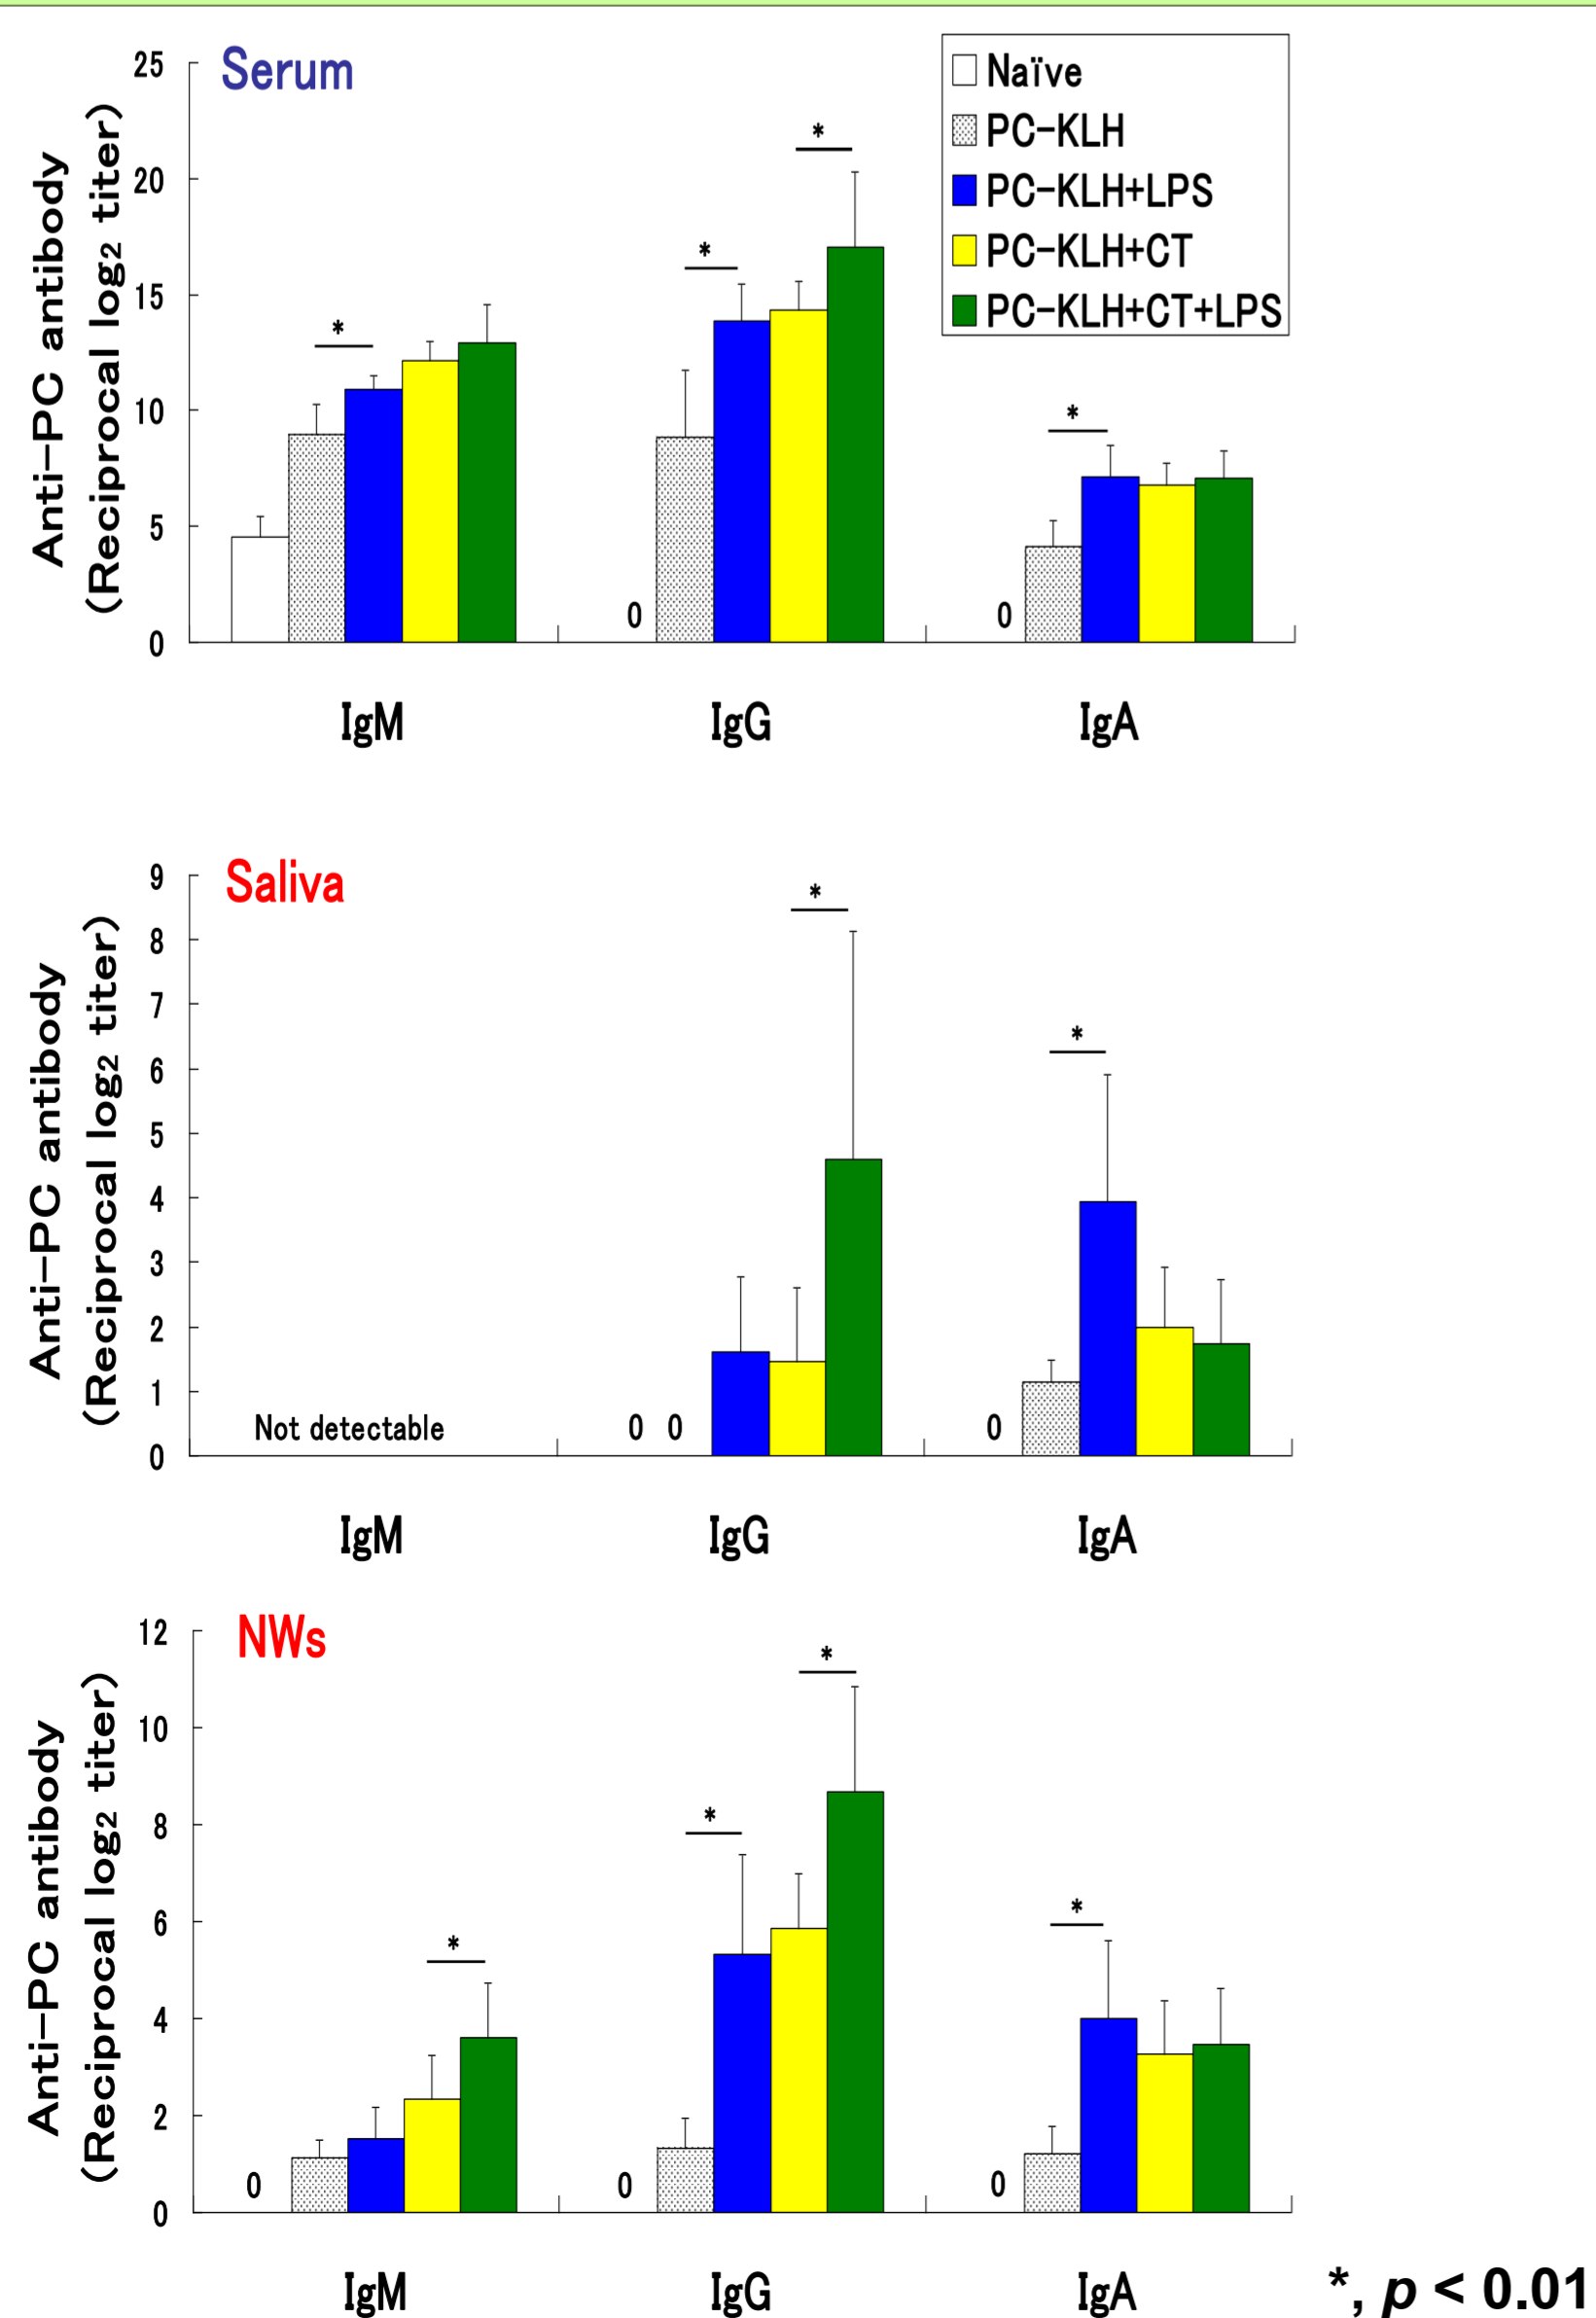 Serum
Anti-PC antibody
(Reciprocal log2 titer)
25
20
15
10
5
0
*
*
*
*
0
0
IgM
IgG
IgA
Naïve
PC-KLH
PC-KLH+LPS
PC-KLH+CT
PC-KLH+CT+LPS
Saliva
Anti-PC antibody
(Reciprocal log2 titer)
9
8
7
6
5
4
3
2
1
0
*
*
Not detectable
0 0
0
IgM
IgG
IgA
NWs
Anti-PC antibody
(Reciprocal log2 titer)
12
10
8
6
4
2
0
*
*
*
*
0
0
0
IgM
IgG
IgA
*, p < 0.01